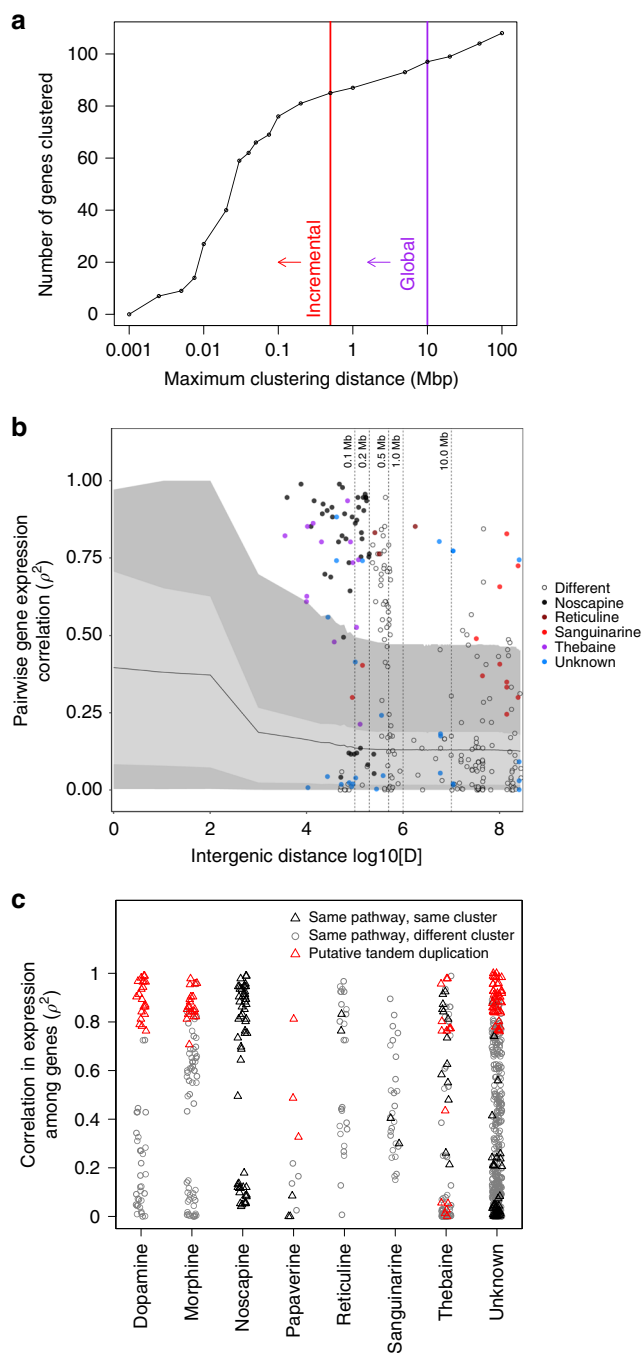 a
Number of genes clustered
100
80
60
40
20
0
Incremental
Global
0.001
0.01
0.1
1
10
100
Maximum clustering distance (Mbp)
b
0.1 Mb
0.2 Mb
0.5 Mb
1.0 Mb
10.0 Mb
Pairwise gene expression
correlation (ρ²)
1.00
0.75
0.50
0.25
0.00
Different
Noscapine
Reticuline
Sanguinarine
Thebaine
Unknown
0
2
4
6
8
Intergenic distance log10[D]
c
Same pathway, same cluster
Same pathway, different cluster
Putative tandem duplication
Correlation in expression
among genes (ρ²)
1
0.8
0.6
0.4
0.2
0
Dopamine
Morphine
Noscapine
Papaverine
Reticuline
Sanguinarine
Thebaine
Unknown